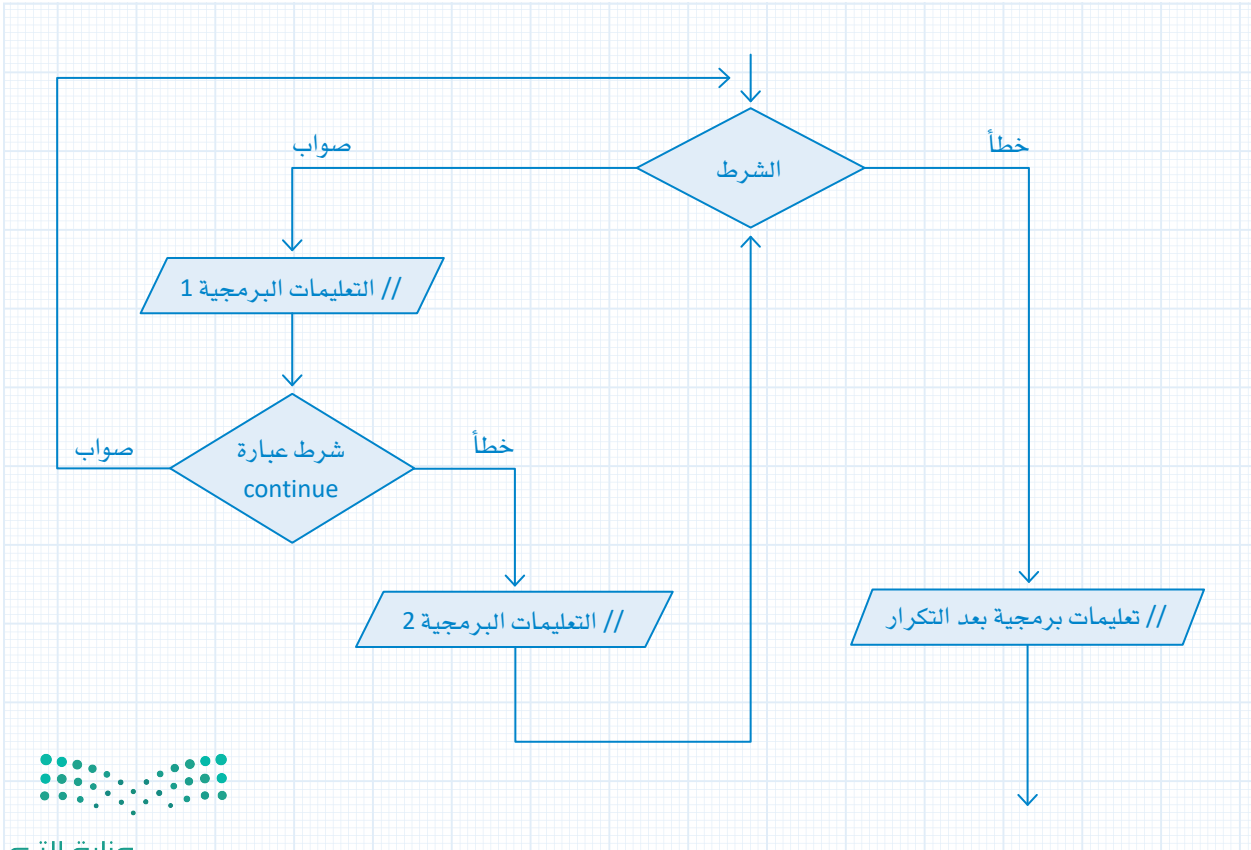 خطأ
صواب
الشرط
// التعليمات البرمجية 1
شرط عبارة
continue
صواب
خطأ
// التعليمات البرمجية 2
// تعليمات برمجية بعد التكرار